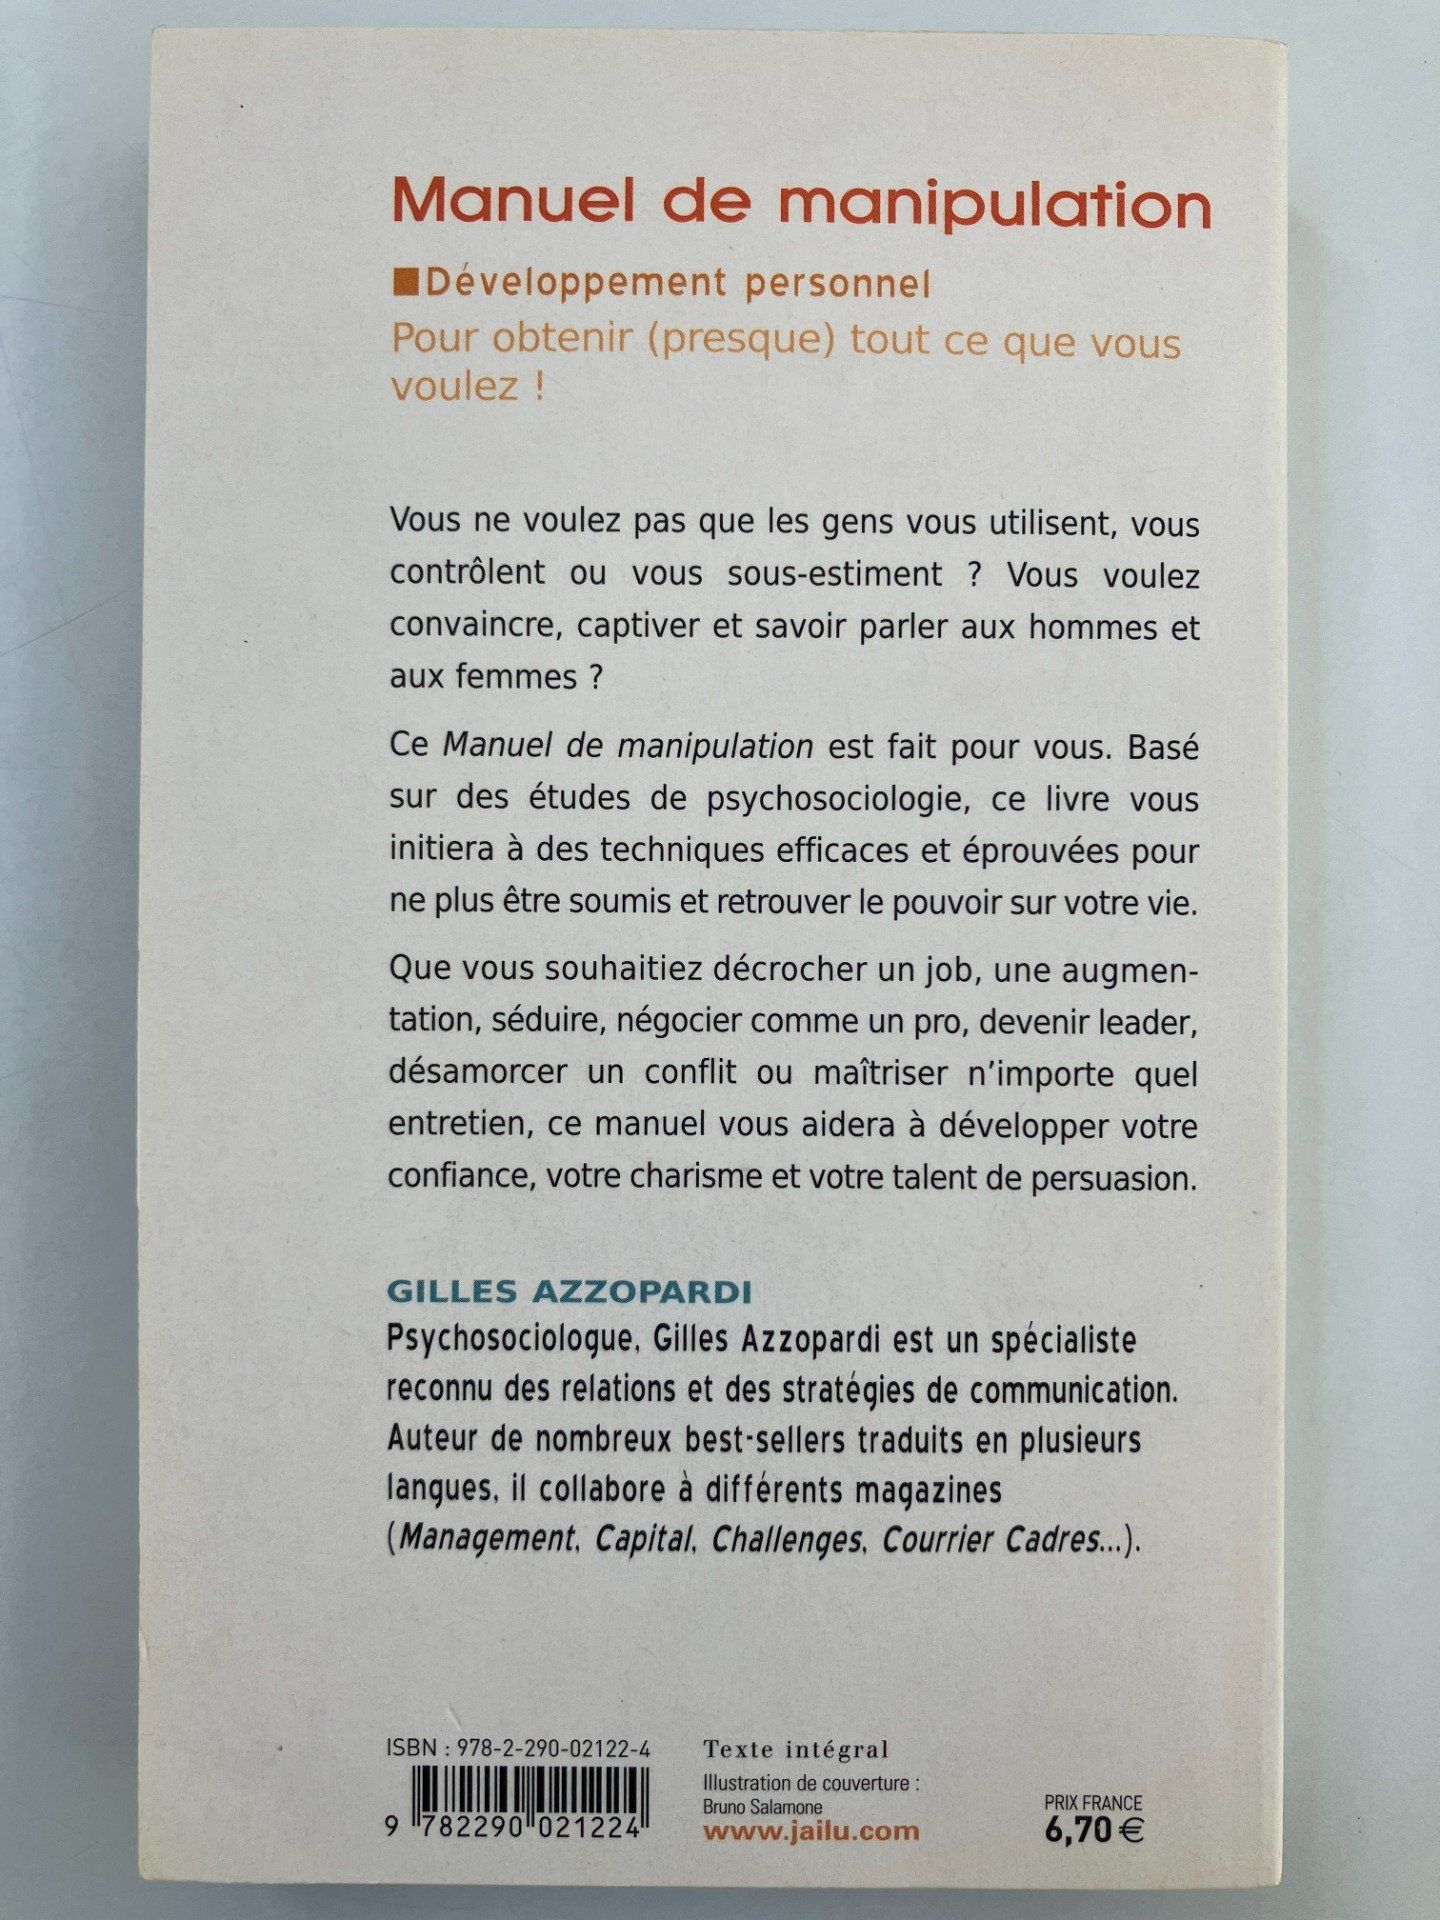 Manuel de manipulation
■Développement personnel
Pour obtenir (presque) tout ce que vous
voulez !
Vous ne voulez pas que les gens vous utilisent, vous
contrôlent ou vous sous-estiment ? Vous voulez
convaincre, captiver et savoir parler aux hommes et
aux femmes ?
Ce Manuel de manipulation est fait pour vous. Basé
sur des études de psychosociologie, ce livre vous
initiera à des techniques efficaces et éprouvées pour
ne plus être soumis et retrouver le pouvoir sur votre vie.
Que vous souhaitiez décrocher un job, une augmen-
tation, séduire, négocier comme un pro, devenir leader,
désamorcer un conflit ou maîtriser n'importe quel
entretien, ce manuel vous aidera à développer votre
confiance, votre charisme et votre talent de persuasion.
GILLES AZZOPARDI
Psychosociologue, Gilles Azzopardi est un spécialiste
reconnu des relations et des stratégies de communication.
Auteur de nombreux best-sellers traduits en plusieurs
langues, il collabore à différents magazines
(Management, Capital, Challenges, Courrier Cadres...).
ISBN : 978-2-290-02122-4
9 782290 021224
Texte intégral
Illustration de couverture :
Bruno Salamone
www.jailu.com
PRIX FRANCE
6,70 €